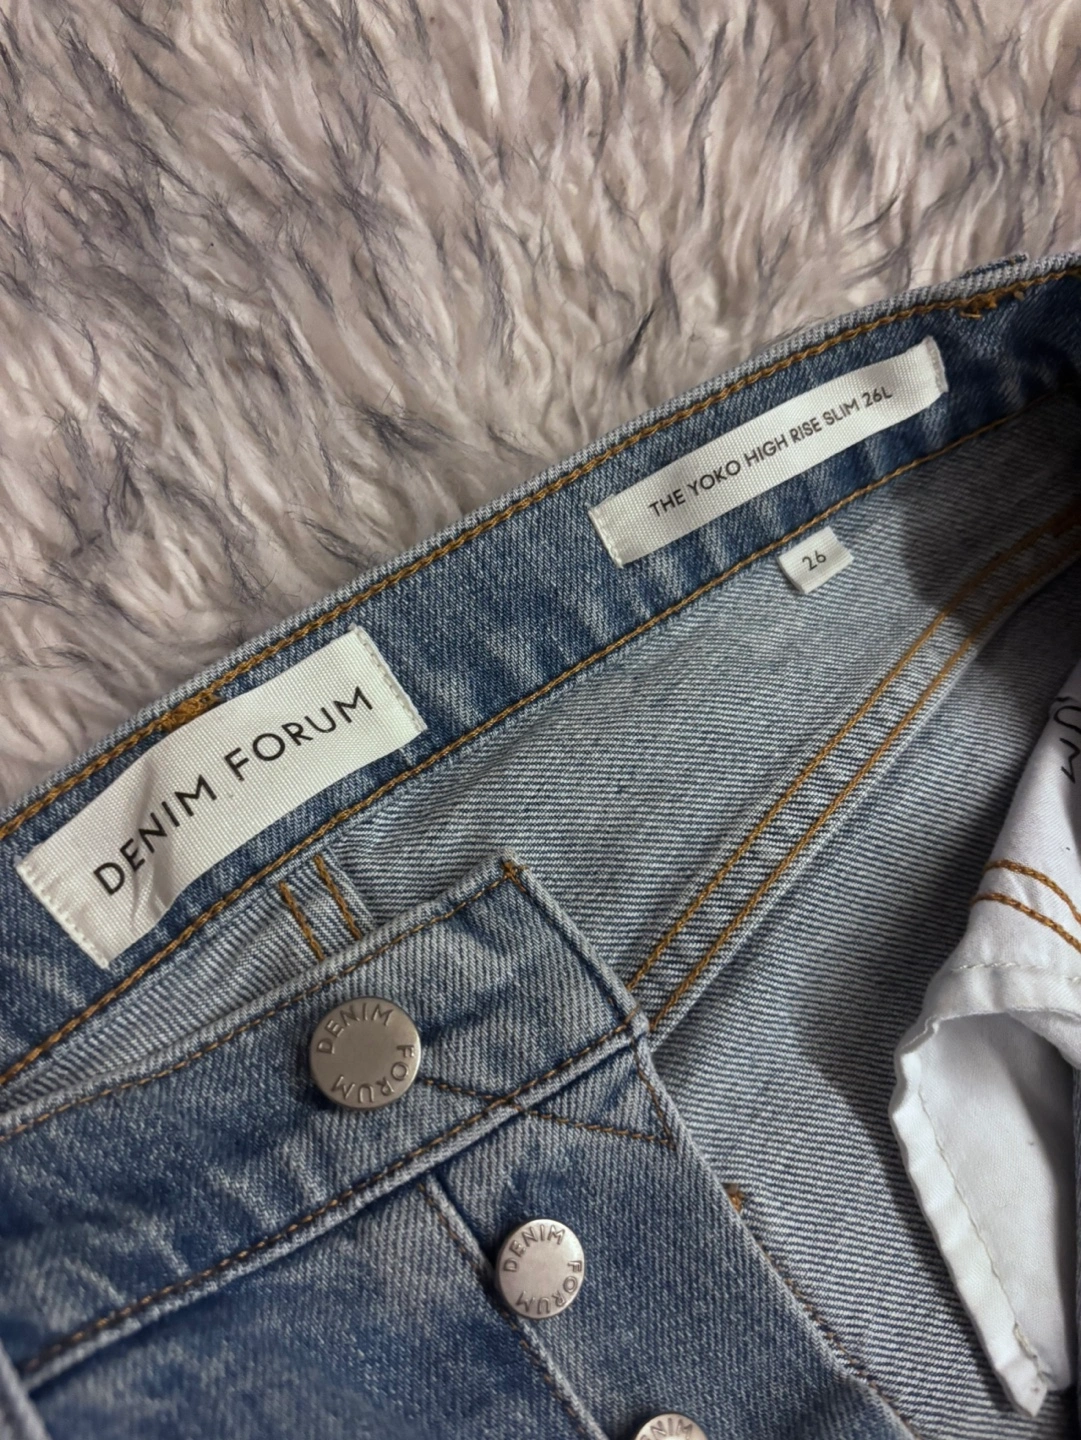 THE YOKO HIGH RISE SLIM 26L
26
DENIM FORUM
DENIM FORUM
DENIM FORUM